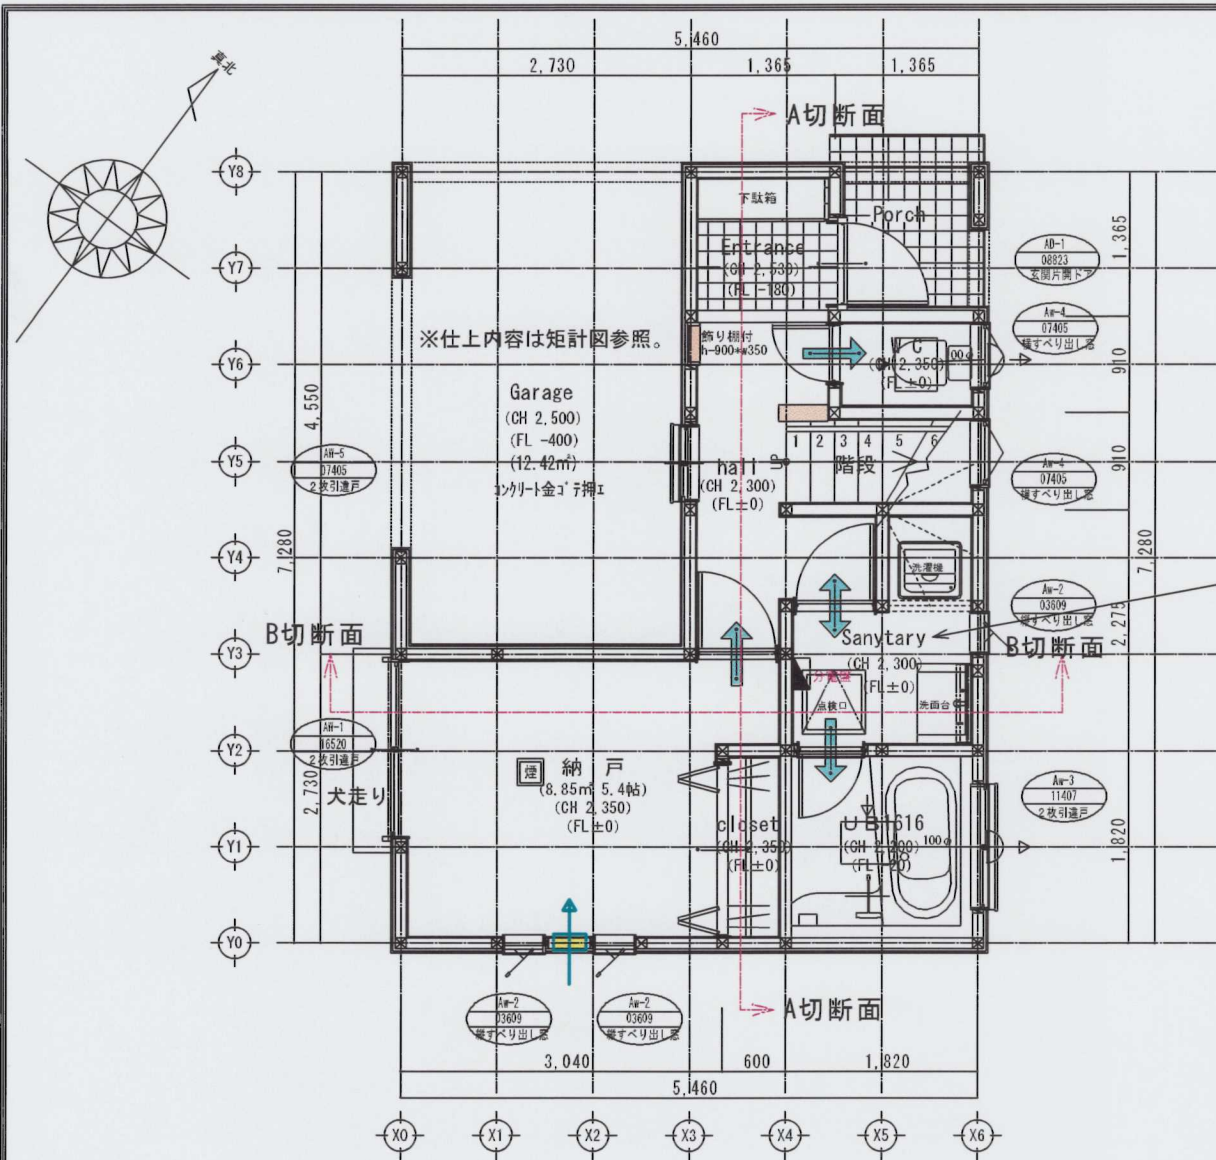 5,460
2,730
1,365
1,365
真北
A切断面
Y8
下駄箱
Porch
Entrance
(CH 2,530)
(FL -180)
Y7
AD-1
08823
玄関片開ドア
1,365
※仕上内容は矩計図参照。
飾り棚付
h-900*w350
WC
(CH 2,350)
(FL±0)
100φ
AW-4
07405
横すべり出し窓
910
Y6
Garage
(CH 2,500)
(FL -400)
(12.42㎡)
コンクリート金ゴテ押エ
4,550
1
2
3
4
5
6
階段
UP
hall
(CH 2,300)
(FL±0)
Y5
AW-5
07405
2枚引違戸
AW-4
07405
横すべり出し窓
910
7,280
7,280
Y4
洗濯機
AW-2
03609
横すべり出し窓
2,275
B切断面
Sanytary
(CH 2,300)
(FL±0)
B切断面
Y3
分電盤
点検口
洗面台
AW-1
16520
2枚引違戸
Y2
犬走り
2,730
煙
納戸
(8.85㎡ 5.4帖)
(CH 2,350)
(FL±0)
closet
(CH 2,350)
(FL±0)
UB1616
(CH 2,200)
(FL -20)
100φ
AW-3
11407
2枚引違戸
1,820
Y1
Y0
AW-2
03609
横すべり出し窓
AW-2
03609
横すべり出し窓
A切断面
3,040
600
1,820
5,460
X0
X1
X2
X3
X4
X5
X6